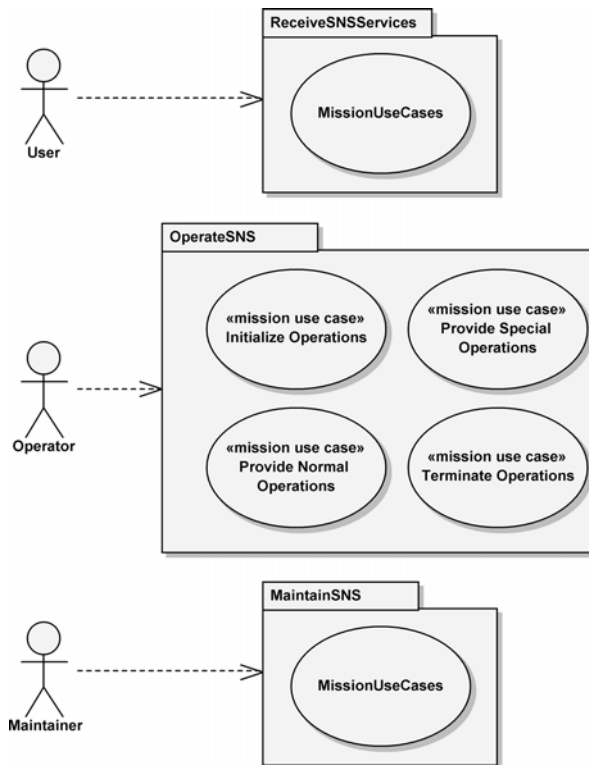 ReceiveSNSServices
MissionUseCases
User
OperateSNS
«mission use case»
Initialize Operations
«mission use case»
Provide Special
Operations
Operator
«mission use case»
Provide Normal
Operations
«mission use case»
Terminate Operations
MaintainSNS
MissionUseCases
Maintainer